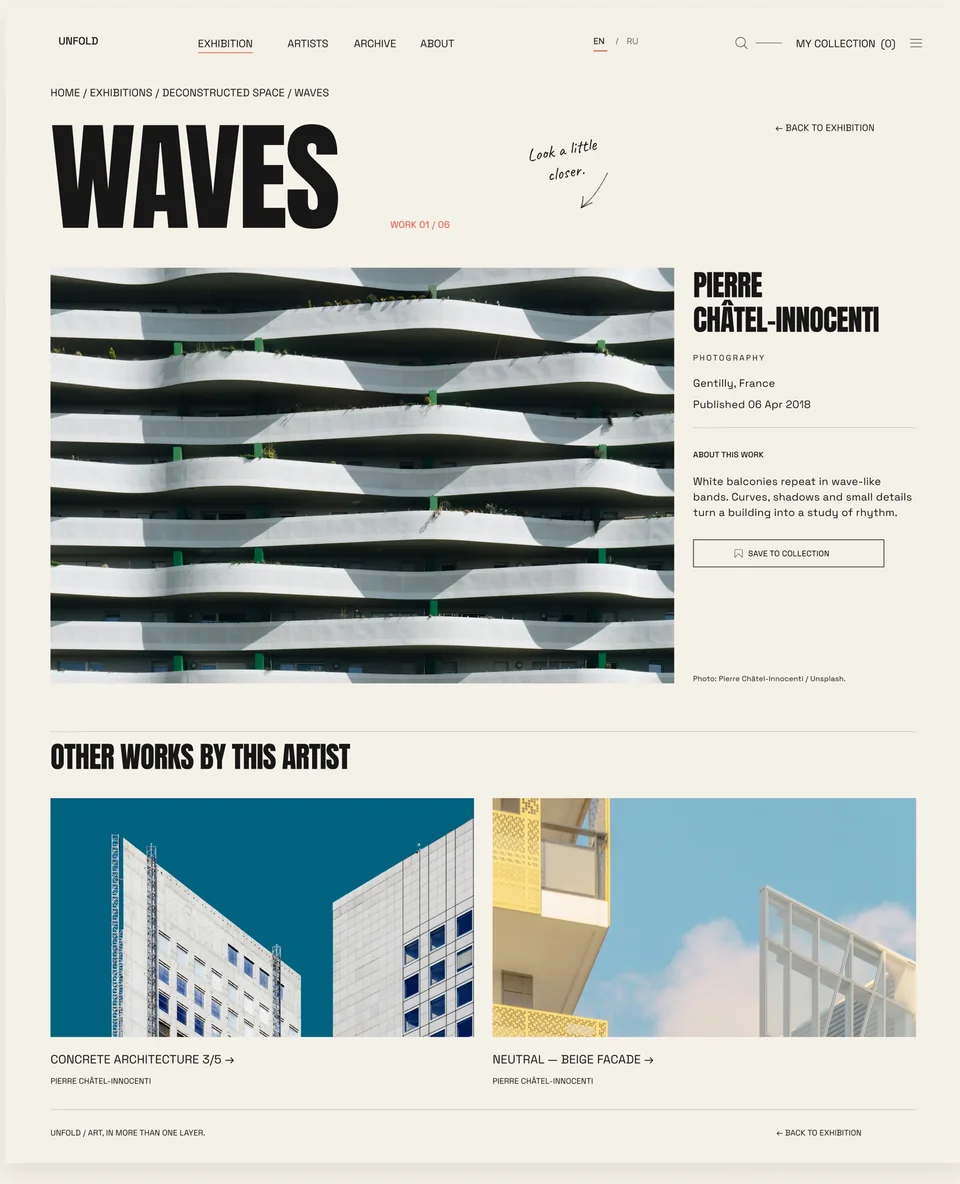 UNFOLD
EXHIBITION
ARTISTS
ARCHIVE
ABOUT
EN / RU
MY COLLECTION (0)
HOME / EXHIBITIONS / DECONSTRUCTED SPACE / WAVES
← BACK TO EXHIBITION
WAVES
Look a little
closer.
WORK 01 / 06
PIERRE
CHÂTEL-INNOCENTI
PHOTOGRAPHY
Gentilly, France
Published 06 Apr 2018
ABOUT THIS WORK
White balconies repeat in wave-like
bands. Curves, shadows and small details
turn a building into a study of rhythm.
SAVE TO COLLECTION
Photo: Pierre Châtel-Innocenti / Unsplash.
OTHER WORKS BY THIS ARTIST
CONCRETE ARCHITECTURE 3/5 →
PIERRE CHÂTEL-INNOCENTI
NEUTRAL — BEIGE FACADE →
PIERRE CHÂTEL-INNOCENTI
UNFOLD / ART, IN MORE THAN ONE LAYER.
← BACK TO EXHIBITION